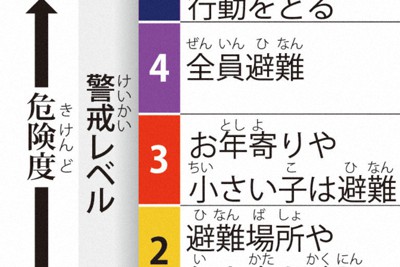 危険度
きけんど
警戒レベル
けいかい
行動をとる
4
ぜんいんひなん
全員避難
3
としよ
お年寄りや
ちい こ ひなん
小さい子は避難
2
ひなんばしょ
避難場所や